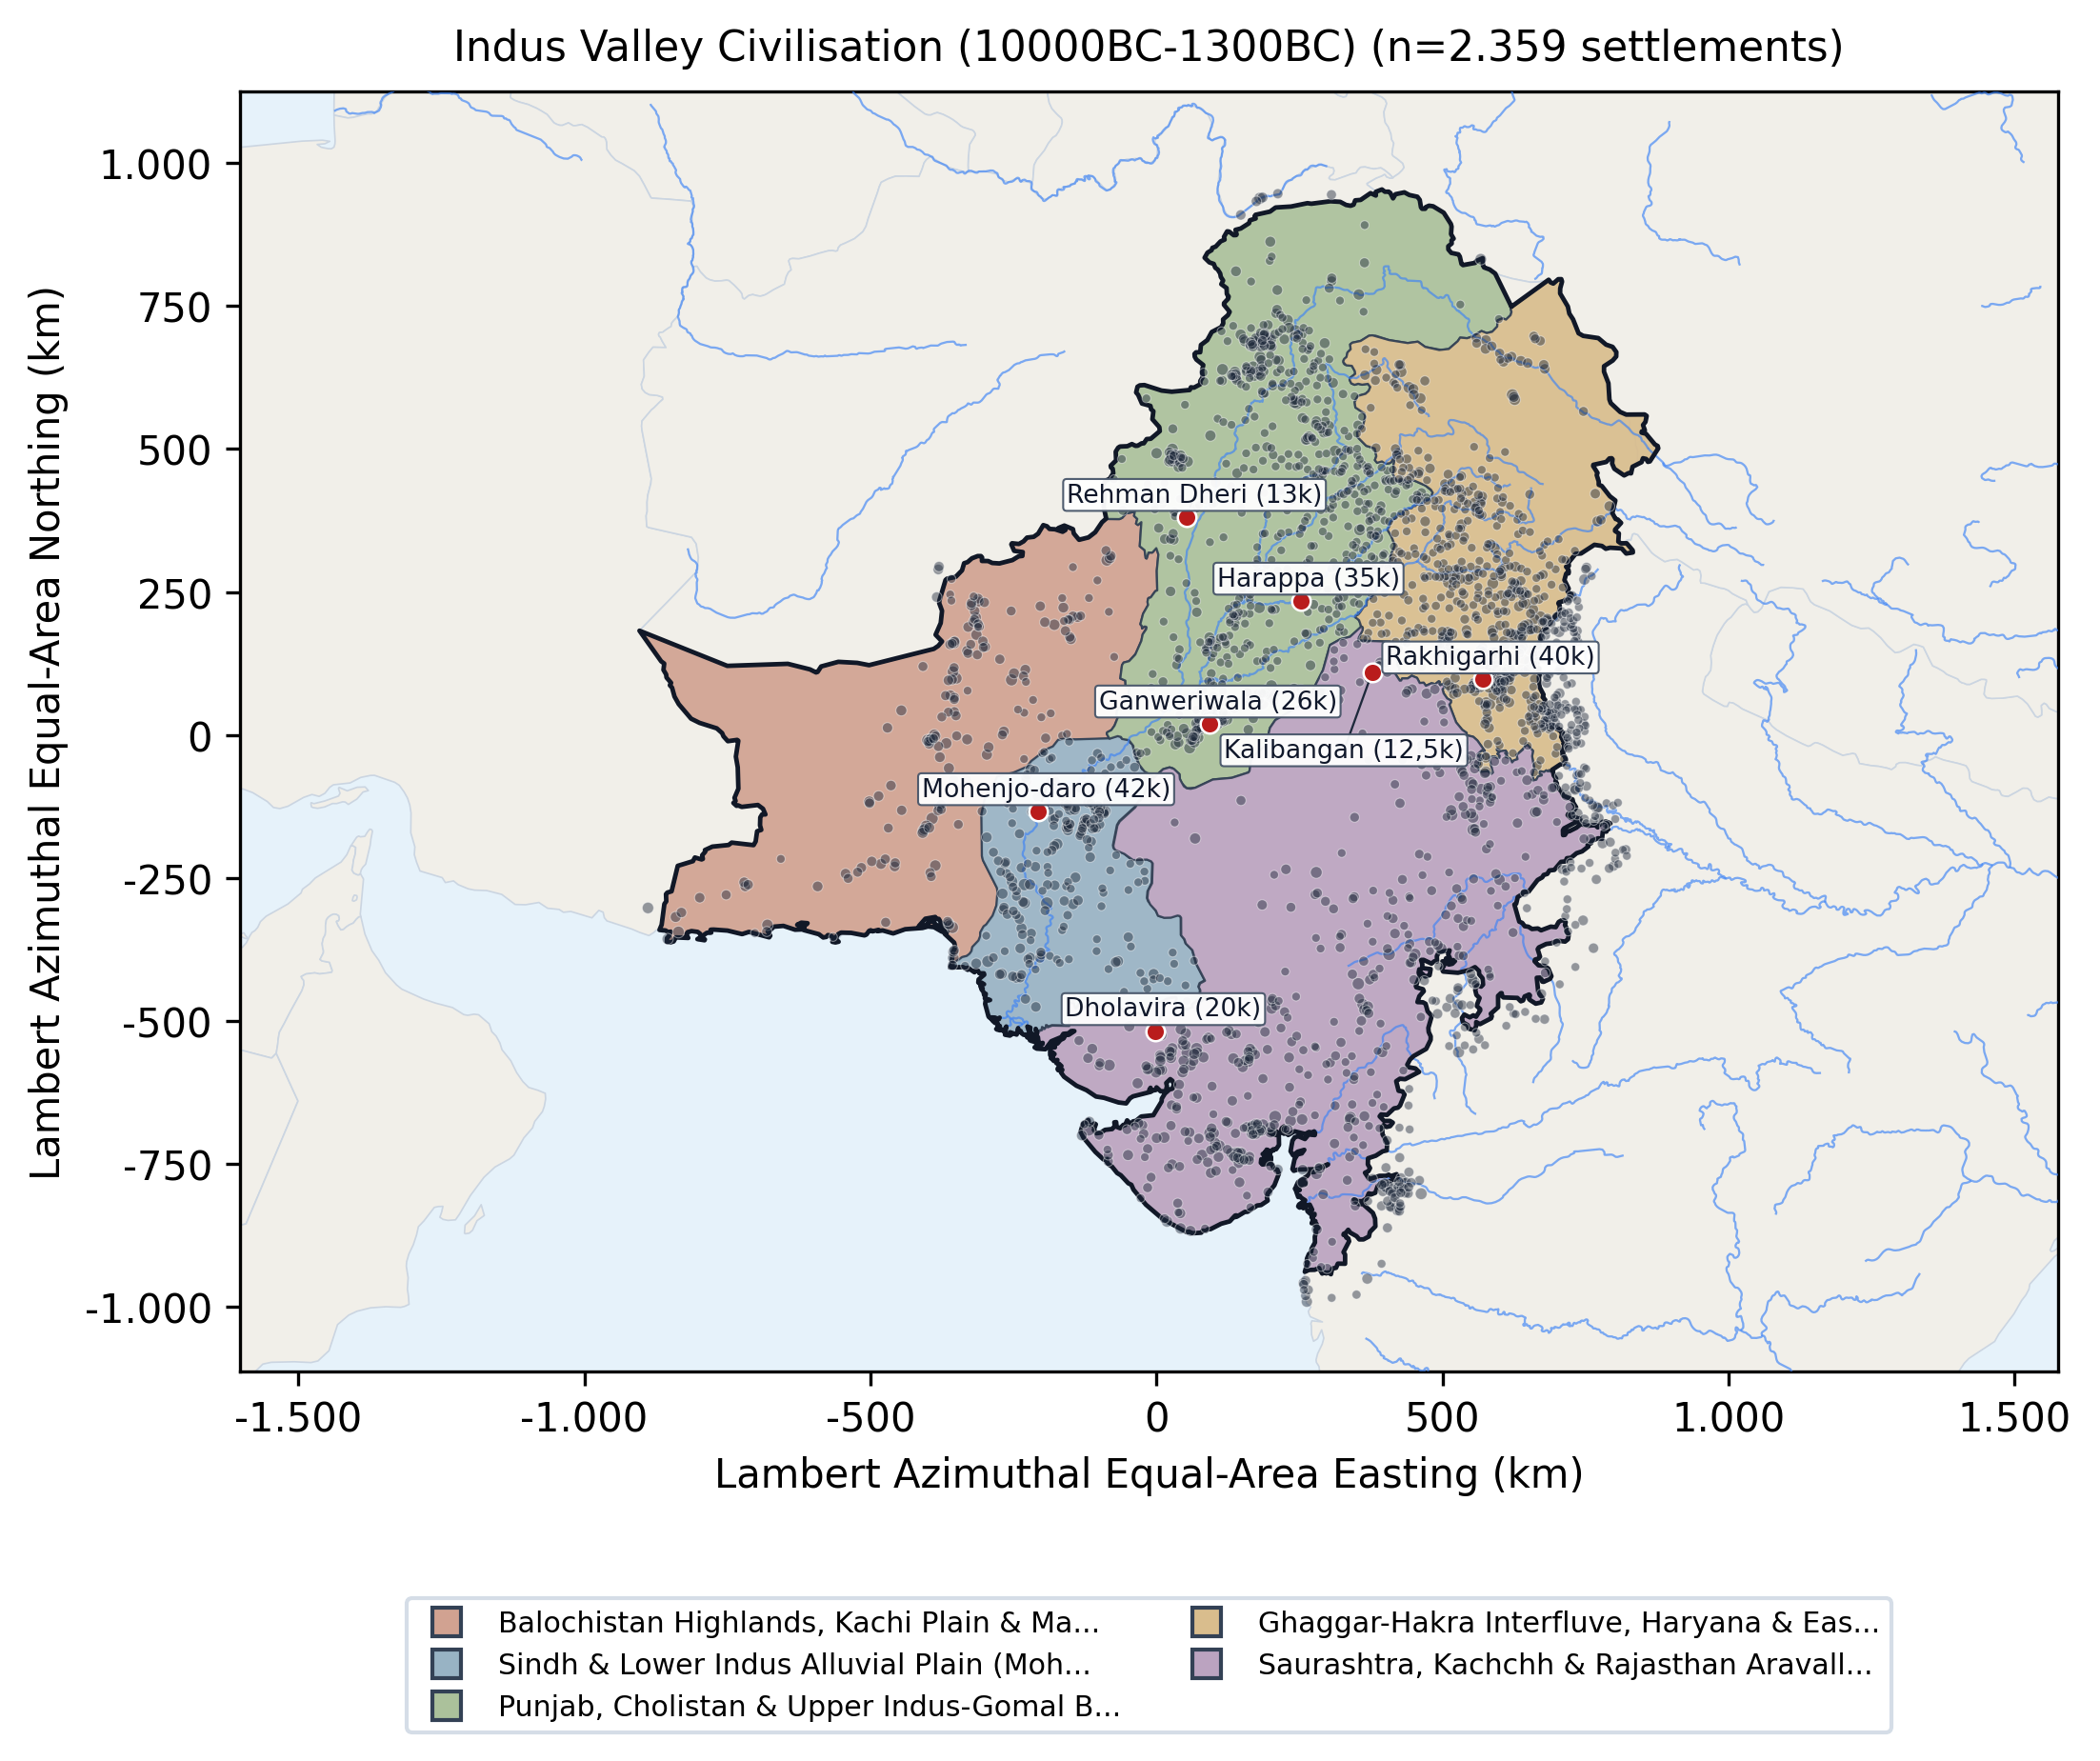 Indus Valley Civilisation (10000BC-1300BC) (n=2.359 settlements)
Lambert Azimuthal Equal-Area Northing (km)
1.000
750
500
250
0
-250
-500
-750
-1.000
Rehman Dheri (13k)
Harappa (35k)
Rakhigarhi (40k)
Ganweriwala (26k)
Kalibangan (12,5k)
Mohenjo-daro (42k)
Dholavira (20k)
-1.500
-1.000
-500
0
500
1.000
1.500
Lambert Azimuthal Equal-Area Easting (km)
Balochistan Highlands, Kachi Plain & Ma...
Sindh & Lower Indus Alluvial Plain (Moh...
Punjab, Cholistan & Upper Indus-Gomal B...
Ghaggar-Hakra Interfluve, Haryana & Eas...
Saurashtra, Kachchh & Rajasthan Aravall...